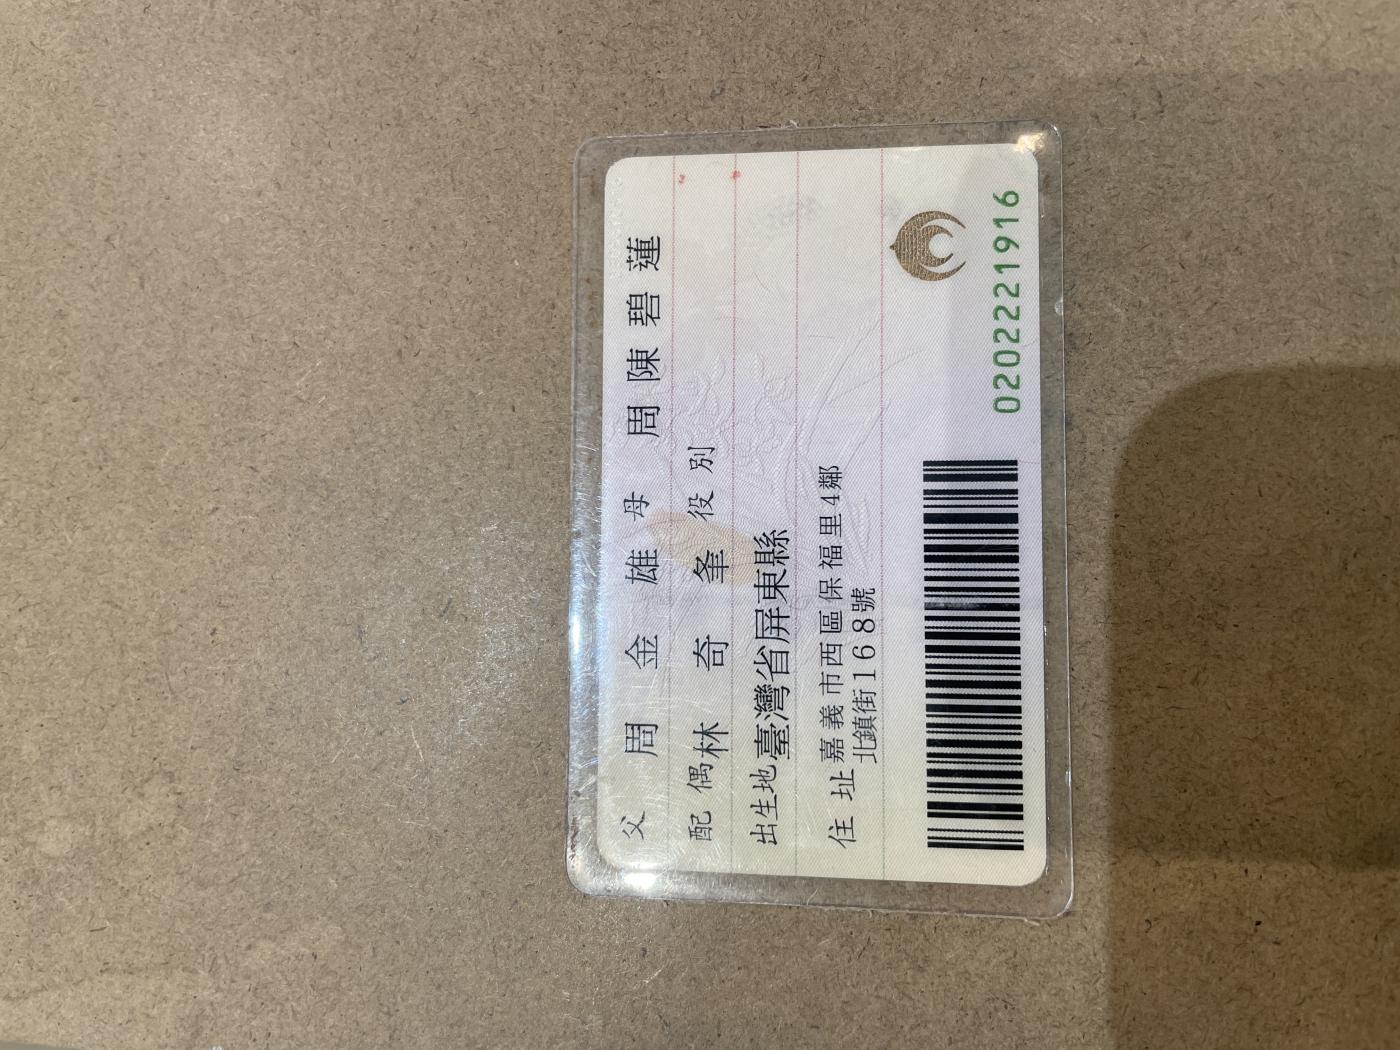 父 周金雄 母 周陳碧蓮
配偶 林奇夆 役別
出生地 臺灣省屏東縣
住址 嘉義市西區保福里4鄰
北鎮街168號
0202221916